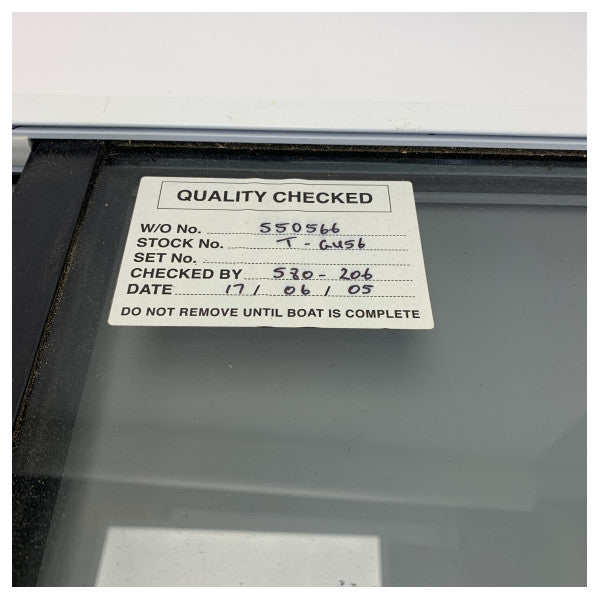 QUALITY CHECKED
W/O No. 550566
STOCK No. T - GU56
SET No.
CHECKED BY 580 - 206
DATE 17 / 06 / 05
DO NOT REMOVE UNTIL BOAT IS COMPLETE